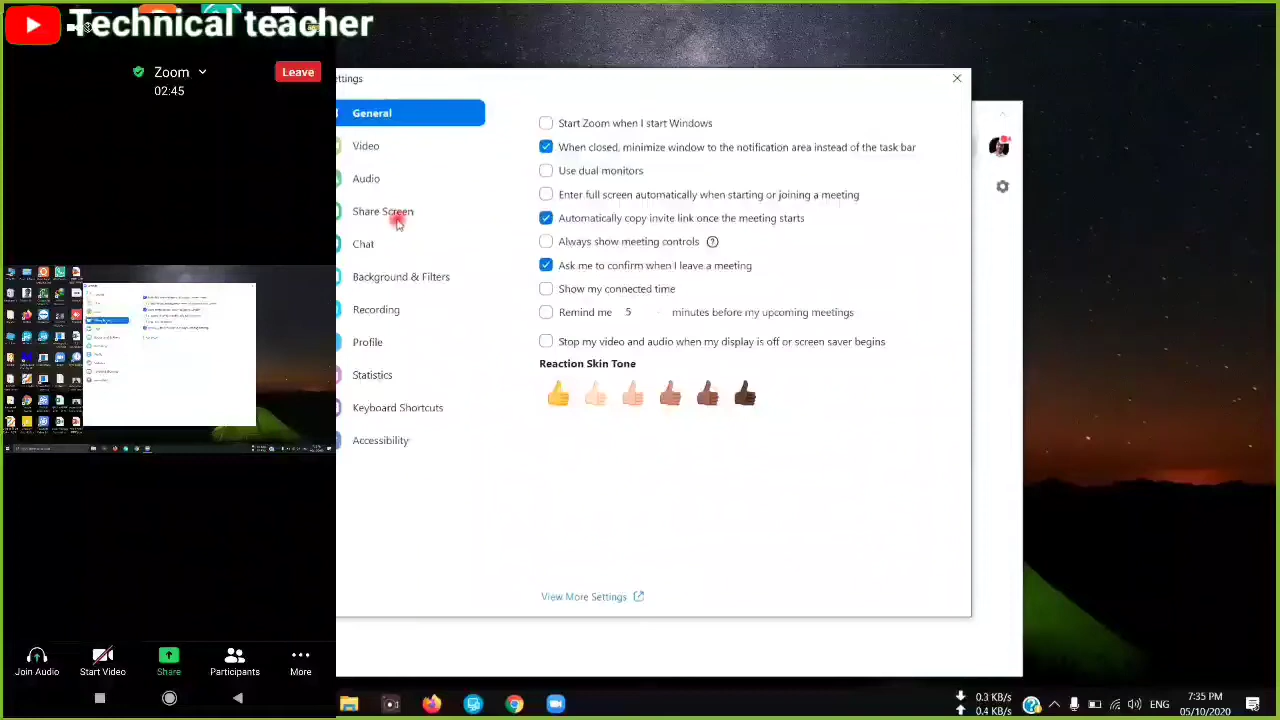 Technical teacher
Zoom
Leave
02:45
Join Audio
Start Video
Share
Participants
More
ettings
General
Video
Audio
Share Screen
Chat
Background & Filters
Recording
Profile
Statistics
Keyboard Shortcuts
Accessibility
Start Zoom when I start Windows
When closed, minimize window to the notification area instead of the task bar
Use dual monitors
Enter full screen automatically when starting or joining a meeting
Automatically copy invite link once the meeting starts
Always show meeting controls ?
Ask me to confirm when I leave a meeting
Show my connected time
Remind me 5 minutes before my upcoming meetings
Stop my video and audio when my display is off or screen saver begins
Reaction Skin Tone
View More Settings
0.3 KB/s
0.4 KB/s
ENG
7:35 PM
05/10/2020